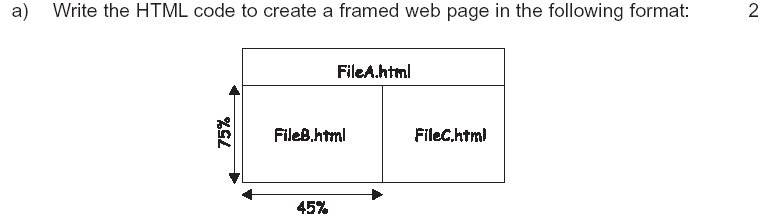 a) Write the HTML code to create a framed web page in the following format: 2
FileA.html
75%
FileB.html FileC.html
45%